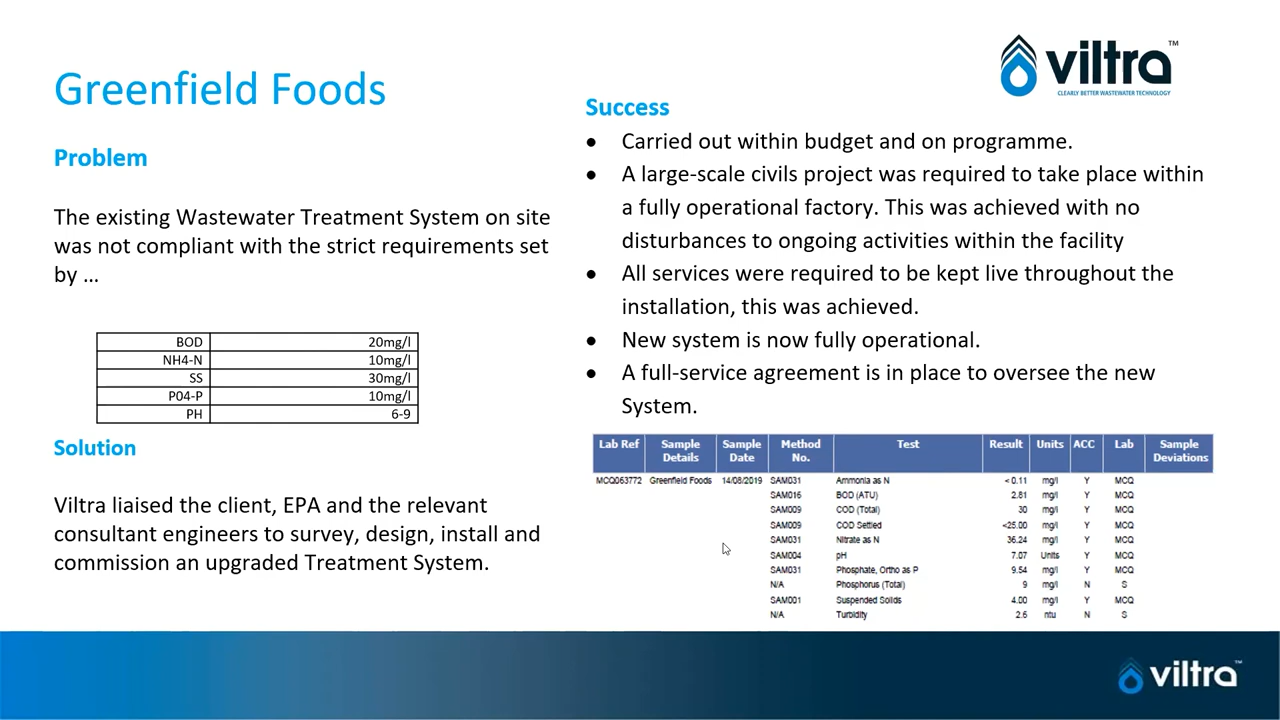 Greenfield Foods
Problem
The existing Wastewater Treatment System on site
was not compliant with the strict requirements set
by …
BOD 20mg/l
NH4-N 10mg/l
SS 30mg/l
P04-P 10mg/l
PH 6-9
Solution
Viltra liaised the client, EPA and the relevant
consultant engineers to survey, design, install and
commission an upgraded Treatment System.
viltra™
CLEARLY BETTER WASTEWATER TECHNOLOGY
Success
● Carried out within budget and on programme.
● A large-scale civils project was required to take place within
a fully operational factory. This was achieved with no
disturbances to ongoing activities within the facility
● All services were required to be kept live throughout the
installation, this was achieved.
● New system is now fully operational.
● A full-service agreement is in place to oversee the new
System.
Lab Ref Sample Details Sample Date Method No. Test Result Units ACC Lab Sample Deviations
MCQ063772 Greenfield Foods 14/08/2019 SAM031 Ammonia as N <0.11 mg/l Y MCQ
SAM016 BOD (ATU) 2.81 mg/l Y MCQ
SAM009 COD (Total) 30 mg/l Y MCQ
SAM009 COD Settled <25.00 mg/l Y MCQ
SAM031 Nitrate as N 36.24 mg/l Y MCQ
SAM004 pH 7.07 Units Y MCQ
SAM031 Phosphate, Ortho as P 9.54 mg/l Y MCQ
N/A Phosphorus (Total) 9 mg/l N S
SAM001 Suspended Solids 4.00 mg/l Y MCQ
N/A Turbidity 2.6 ntu N S
viltra™